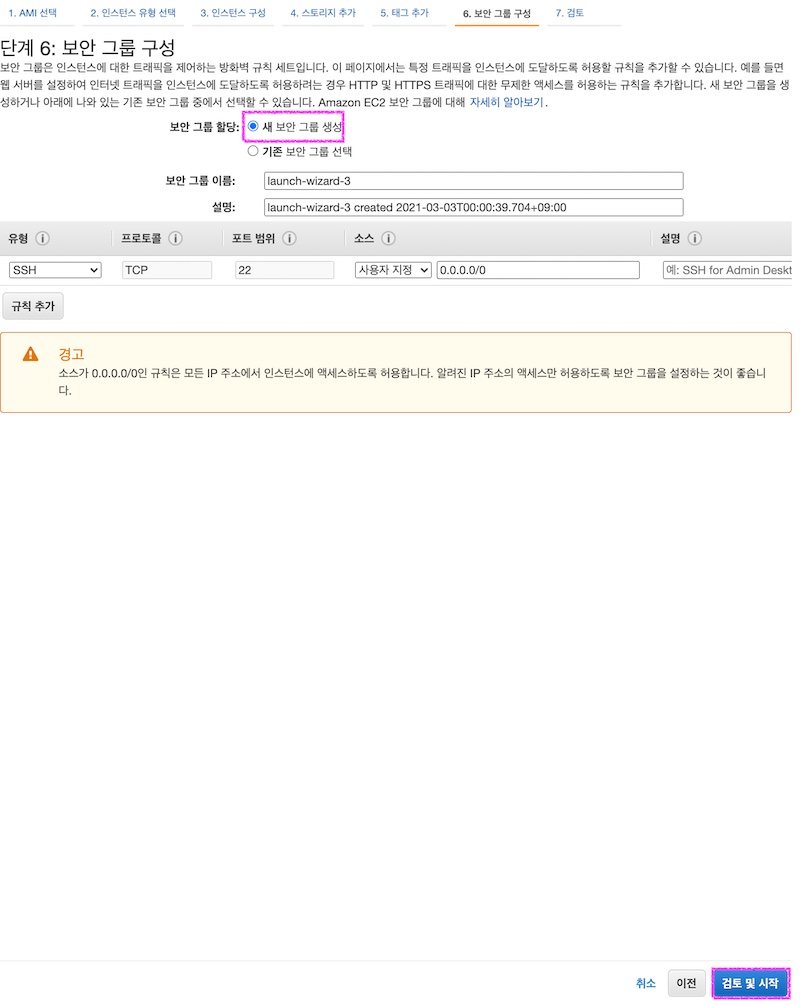 1. AMI 선택 2. 인스턴스 유형 선택 3. 인스턴스 구성 4. 스토리지 추가 5. 태그 추가 6. 보안 그룹 구성 7. 검토
단계 6: 보안 그룹 구성
보안 그룹은 인스턴스에 대한 트래픽을 제어하는 방화벽 규칙 세트입니다. 이 페이지에서는 특정 트래픽을 인스턴스에 도달하도록 허용할 규칙을 추가할 수 있습니다. 예를 들면
웹 서버를 설정하여 인터넷 트래픽을 인스턴스에 도달하도록 허용하려는 경우 HTTP 및 HTTPS 트래픽에 대한 무제한 액세스를 허용하는 규칙을 추가합니다. 새 보안 그룹을 생
성하거나 아래에 나와 있는 기존 보안 그룹 중에서 선택할 수 있습니다. Amazon EC2 보안 그룹에 대해 자세히 알아보기.
보안 그룹 할당: 새 보안 그룹 생성
기존 보안 그룹 선택
보안 그룹 이름: launch-wizard-3
설명: launch-wizard-3 created 2021-03-03T00:00:39.704+09:00
유형 프로토콜 포트 범위 소스 설명
SSH TCP 22 사용자 지정 0.0.0.0/0 예: SSH for Admin Deskt
규칙 추가
경고
소스가 0.0.0.0/0인 규칙은 모든 IP 주소에서 인스턴스에 액세스하도록 허용합니다. 알려진 IP 주소의 액세스만 허용하도록 보안 그룹을 설정하는 것이 좋습니
다.
취소 이전 검토 및 시작